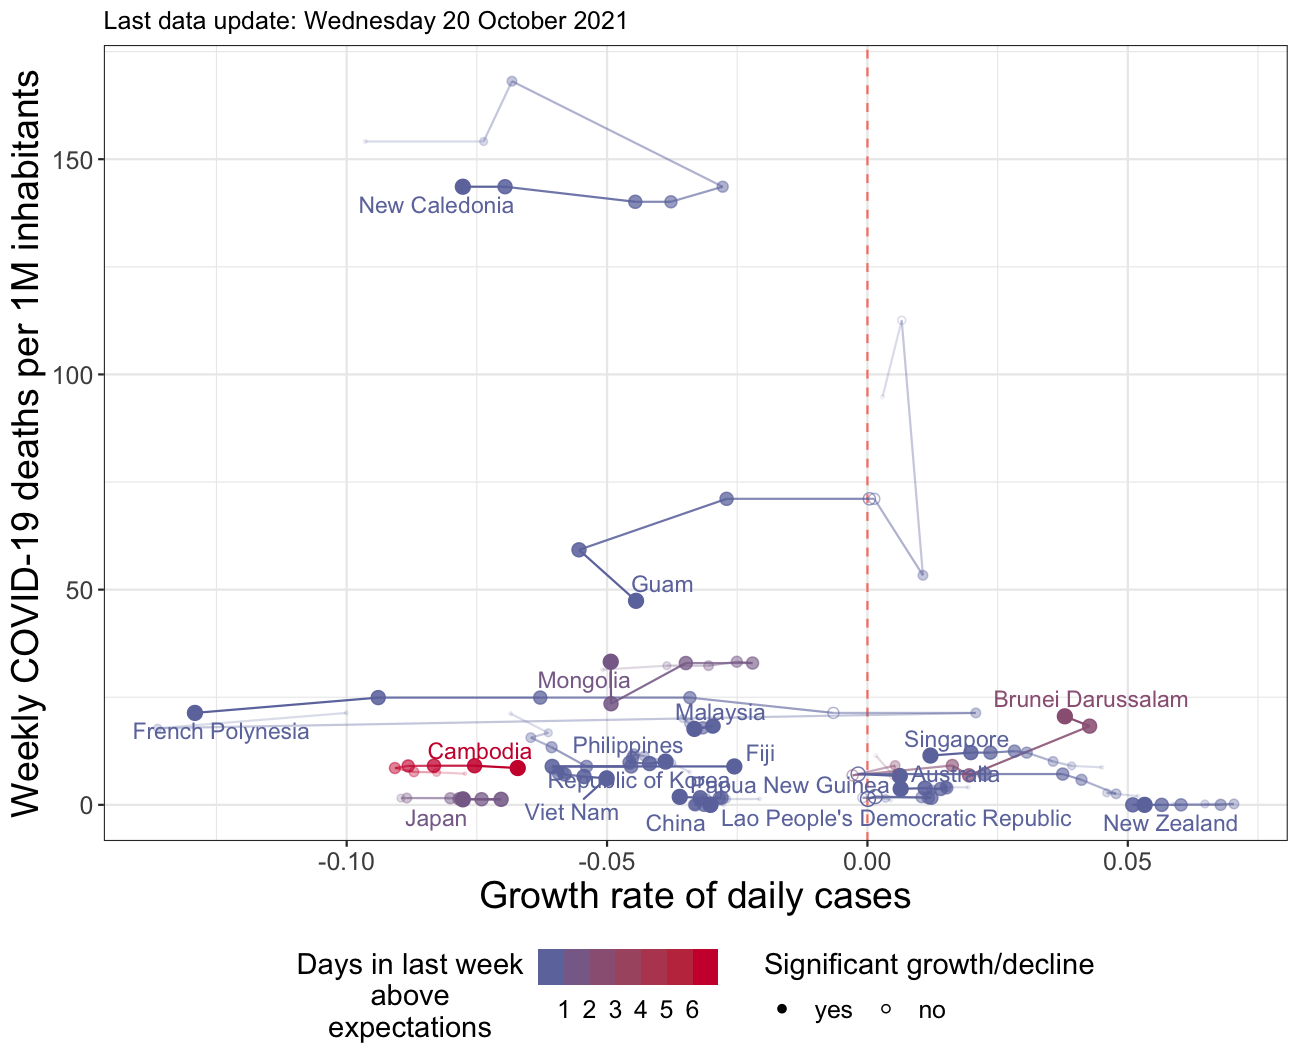 Last data update: Wednesday 20 October 2021
Weekly COVID-19 deaths per 1M inhabitants
150
100
50
0
New Caledonia
Guam
Mongolia
Brunei Darussalam
Malaysia
French Polynesia
Singapore
Philippines
Cambodia
Fiji
Australia
Republic of Korea
Papua New Guinea
Viet Nam
Japan
China
Lao People's Democratic Republic
New Zealand
-0.10
-0.05
0.00
0.05
Growth rate of daily cases
Days in last week
above
expectations
1 2 3 4 5 6
Significant growth/decline
yes
no